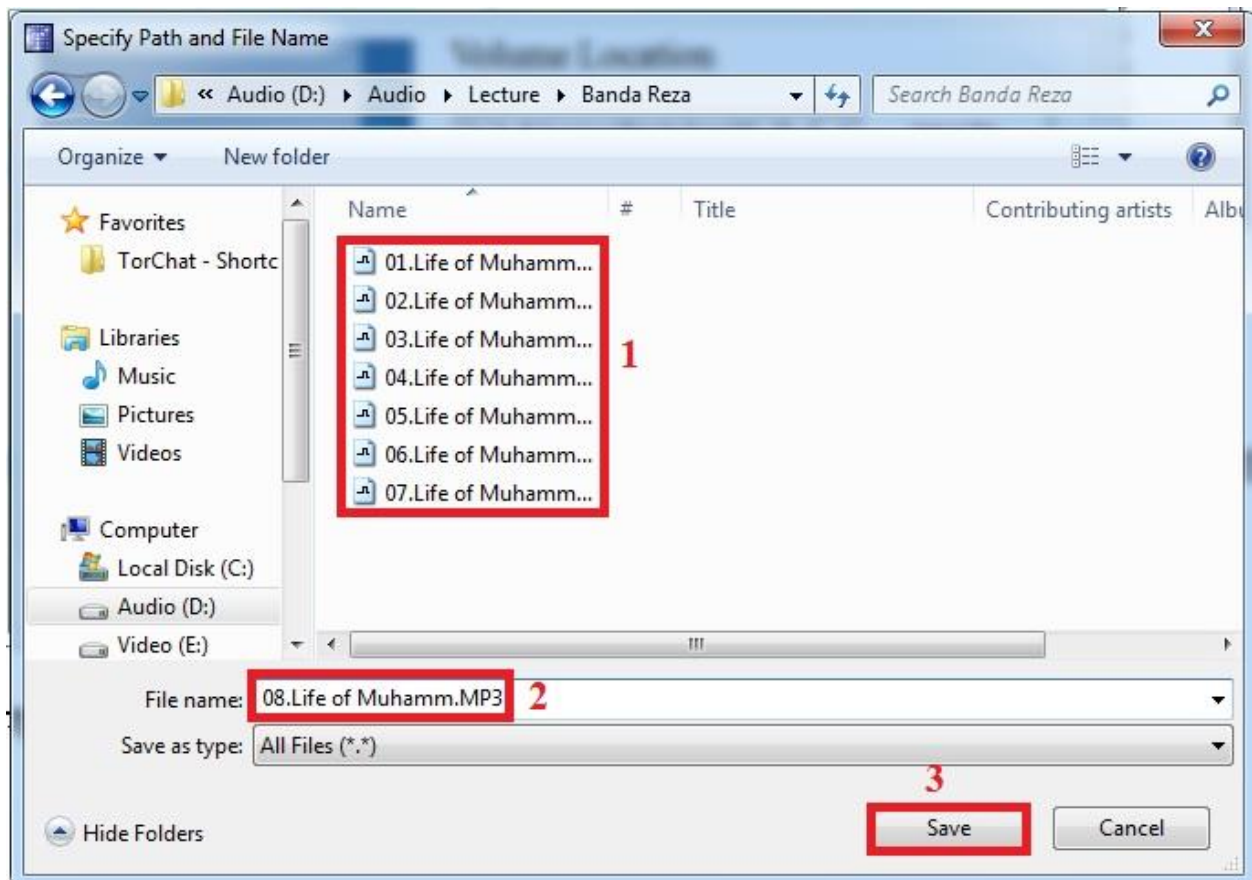 Specify Path and File Name
Volume Location
« Audio (D:) Audio Lecture Banda Reza Search Banda Reza
Organize New folder
Name # Title Contributing artists Albu
Favorites
TorChat - Shortc
Libraries
Music
Pictures
Videos
Computer
Local Disk (C:)
Audio (D:)
Video (E:)
01.Life of Muhamm...
02.Life of Muhamm...
03.Life of Muhamm...
04.Life of Muhamm...
05.Life of Muhamm...
06.Life of Muhamm...
07.Life of Muhamm...
1
File name: 08.Life of Muhamm.MP3 2
Save as type: All Files (*.*)
3
Hide Folders Save Cancel